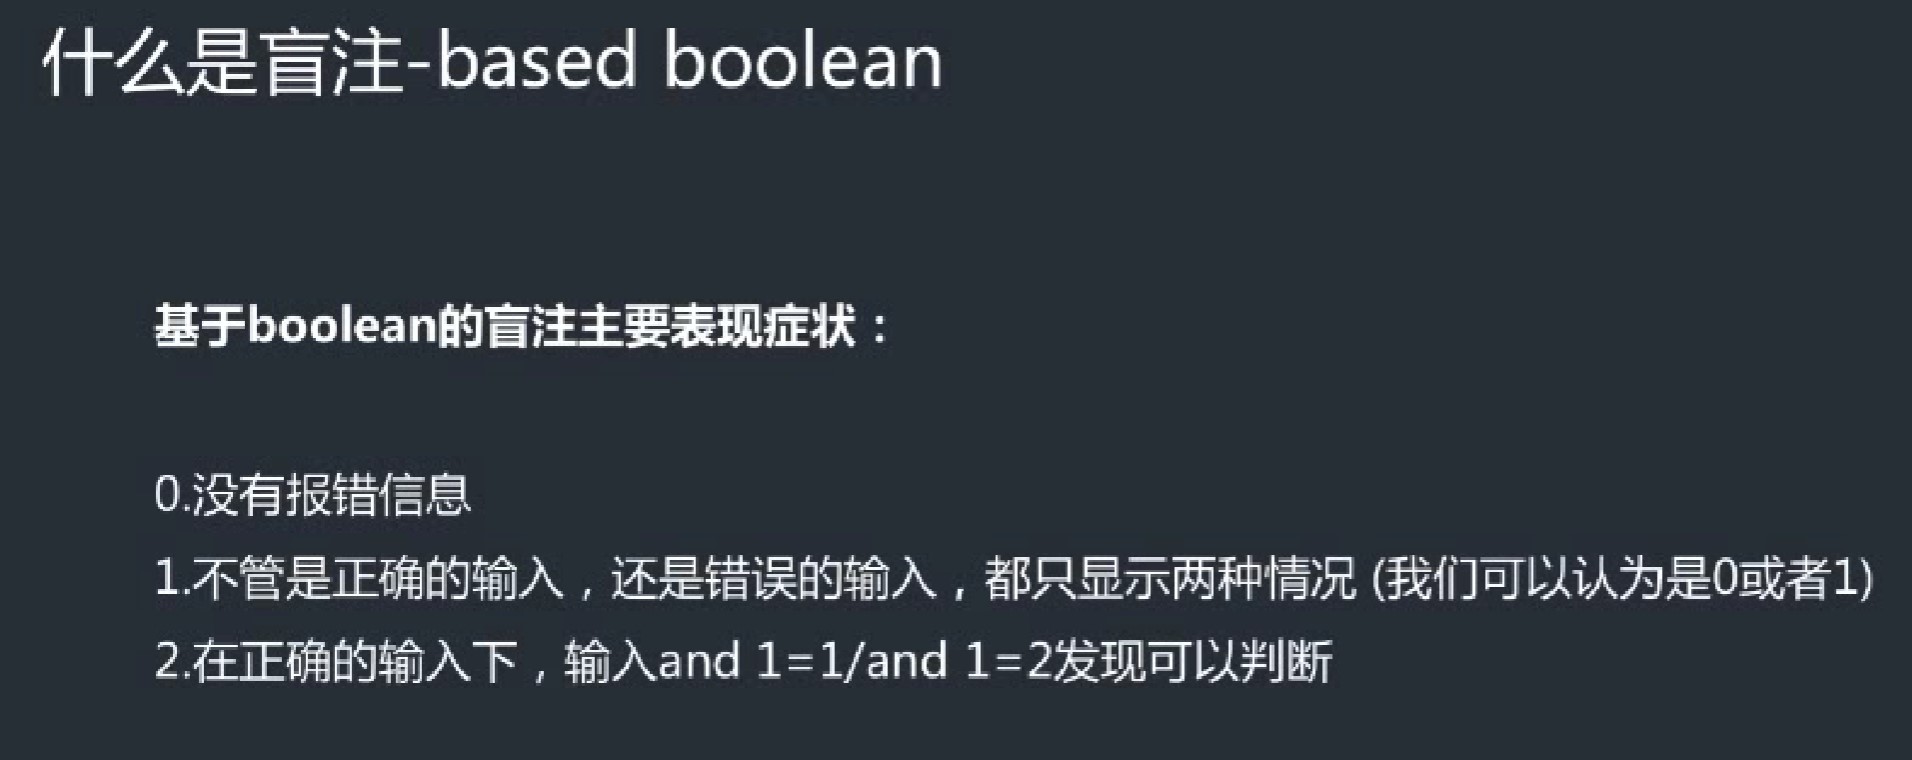 什么是盲注-based boolean
基于boolean的盲注主要表现症状：
0.没有报错信息
1.不管是正确的输入，还是错误的输入，都只显示两种情况 (我们可以认为是0或者1)
2.在正确的输入下，输入and 1=1/and 1=2发现可以判断